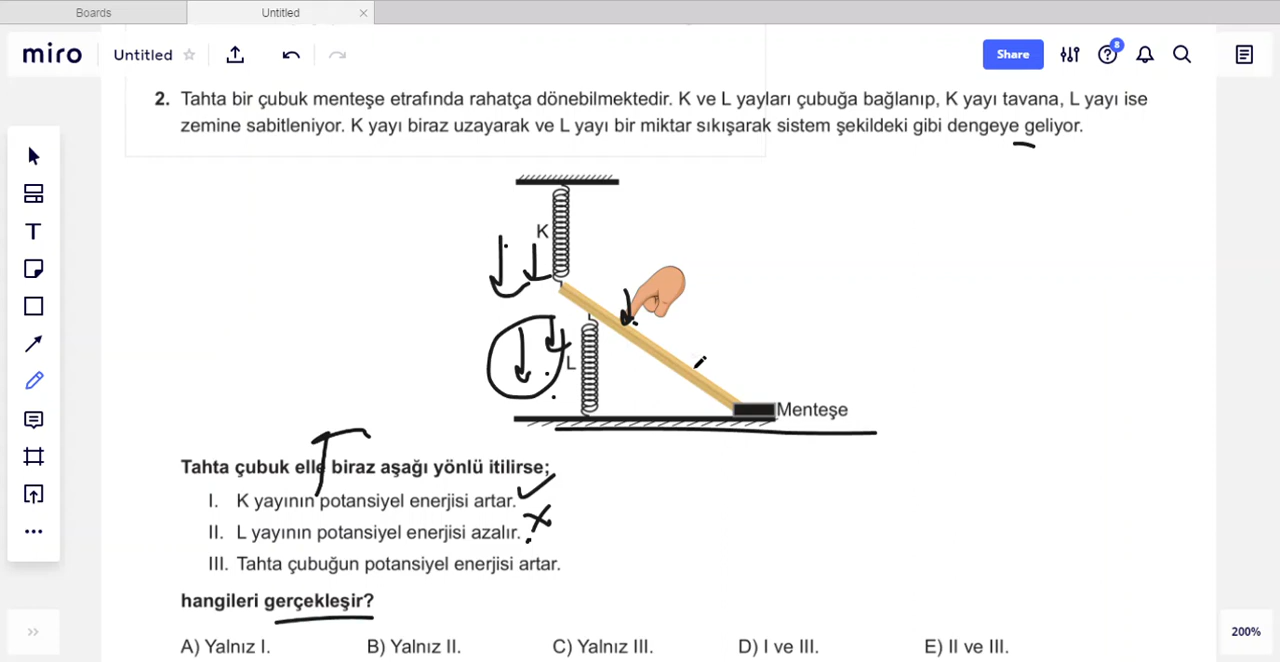 Boards
Untitled
miro
Untitled
Share
8
2. Tahta bir çubuk menteşe etrafında rahatça dönebilmektedir. K ve L yayları çubuğa bağlanıp, K yayı tavana, L yayı ise
zemine sabitleniyor. K yayı biraz uzayarak ve L yayı bir miktar sıkışarak sistem şekildeki gibi dengeye geliyor.
K
L
Menteşe
Tahta çubuk elle biraz aşağı yönlü itilirse;
I. K yayının potansiyel enerjisi artar.
II. L yayının potansiyel enerjisi azalır.
III. Tahta çubuğun potansiyel enerjisi artar.
hangileri gerçekleşir?
A) Yalnız I. B) Yalnız II. C) Yalnız III. D) I ve III. E) II ve III.
200%